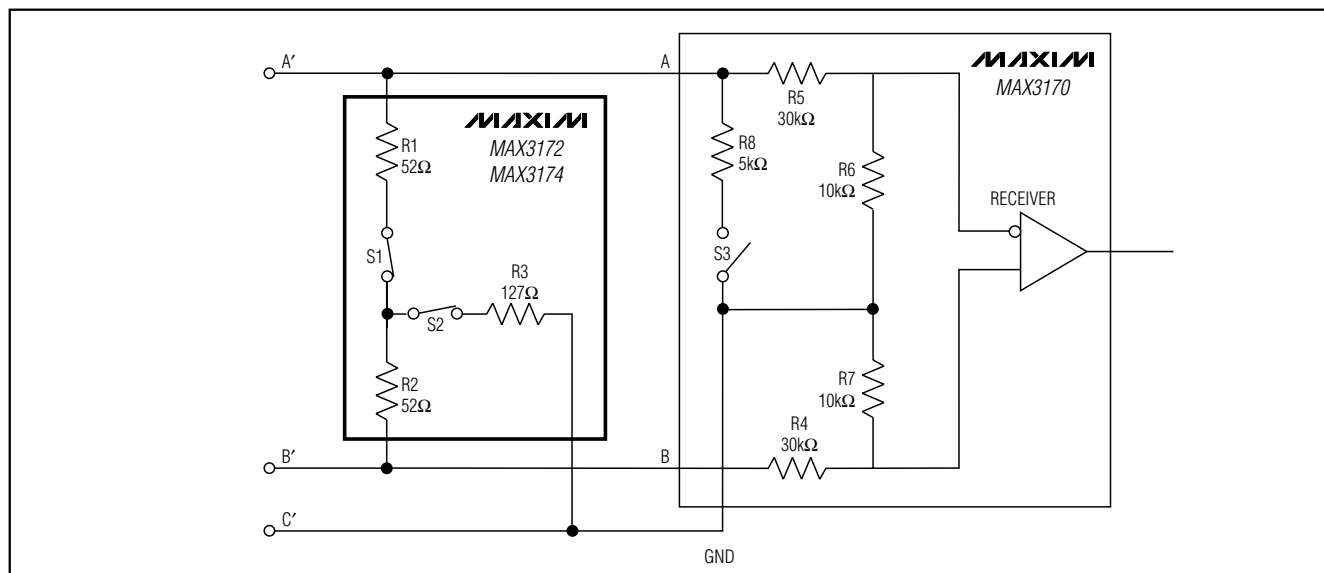 A′
A
MAXIM
MAX3170
R5
30kΩ
MAXIM
MAX3172
MAX3174
R1
52Ω
R8
5kΩ
R6
10kΩ
RECEIVER
S1
S3
R3
127Ω
S2
R2
52Ω
R7
10kΩ
R4
30kΩ
B′
B
C′
GND